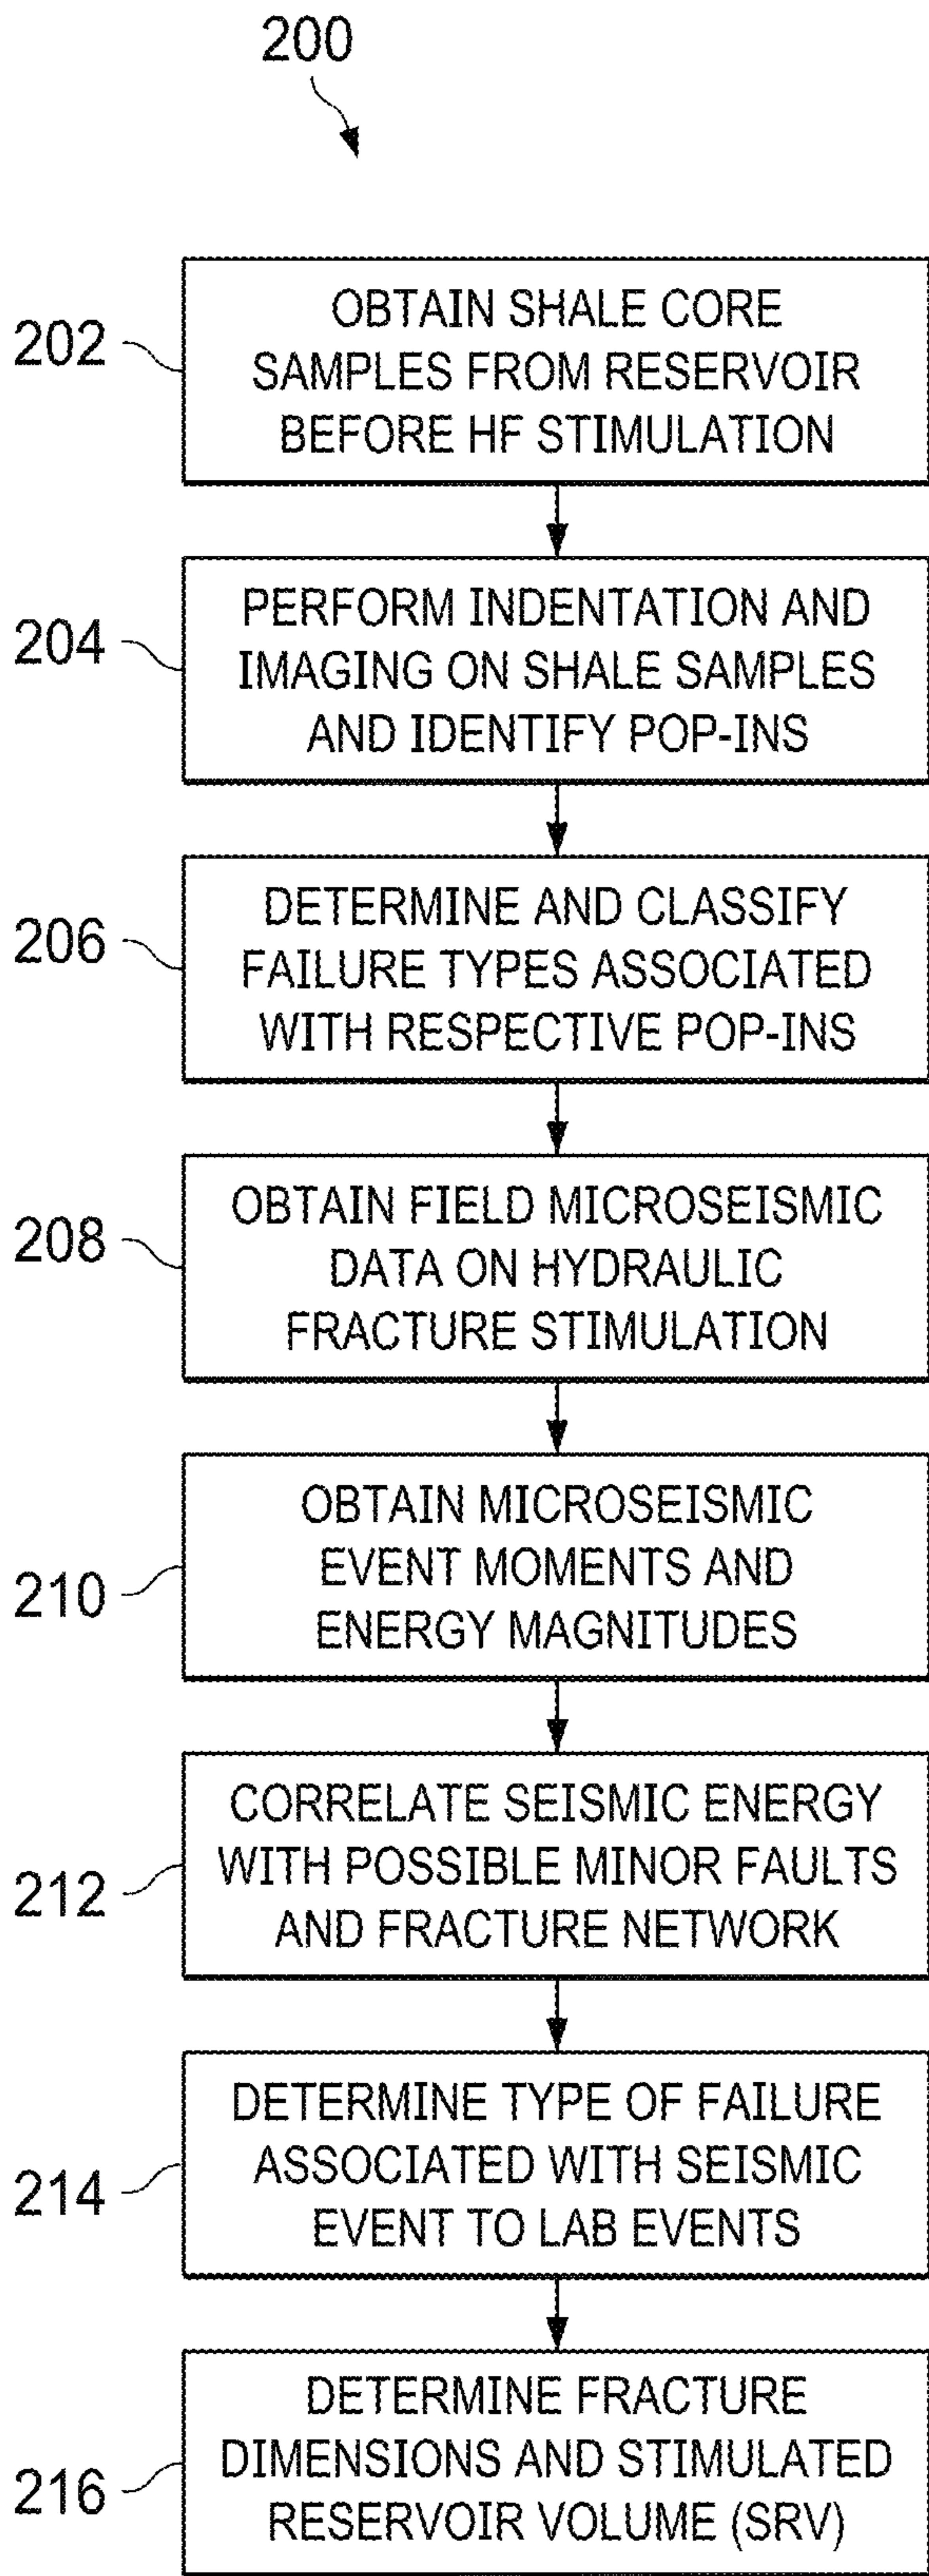 200
202
OBTAIN SHALE CORE
SAMPLES FROM RESERVOIR
BEFORE HF STIMULATION
204
PERFORM INDENTATION AND
IMAGING ON SHALE SAMPLES
AND IDENTIFY POP-INS
206
DETERMINE AND CLASSIFY
FAILURE TYPES ASSOCIATED
WITH RESPECTIVE POP-INS
208
OBTAIN FIELD MICROSEISMIC
DATA ON HYDRAULIC
FRACTURE STIMULATION
210
OBTAIN MICROSEISMIC
EVENT MOMENTS AND
ENERGY MAGNITUDES
212
CORRELATE SEISMIC ENERGY
WITH POSSIBLE MINOR FAULTS
AND FRACTURE NETWORK
214
DETERMINE TYPE OF FAILURE
ASSOCIATED WITH SEISMIC
EVENT TO LAB EVENTS
216
DETERMINE FRACTURE
DIMENSIONS AND STIMULATED
RESERVOIR VOLUME (SRV)